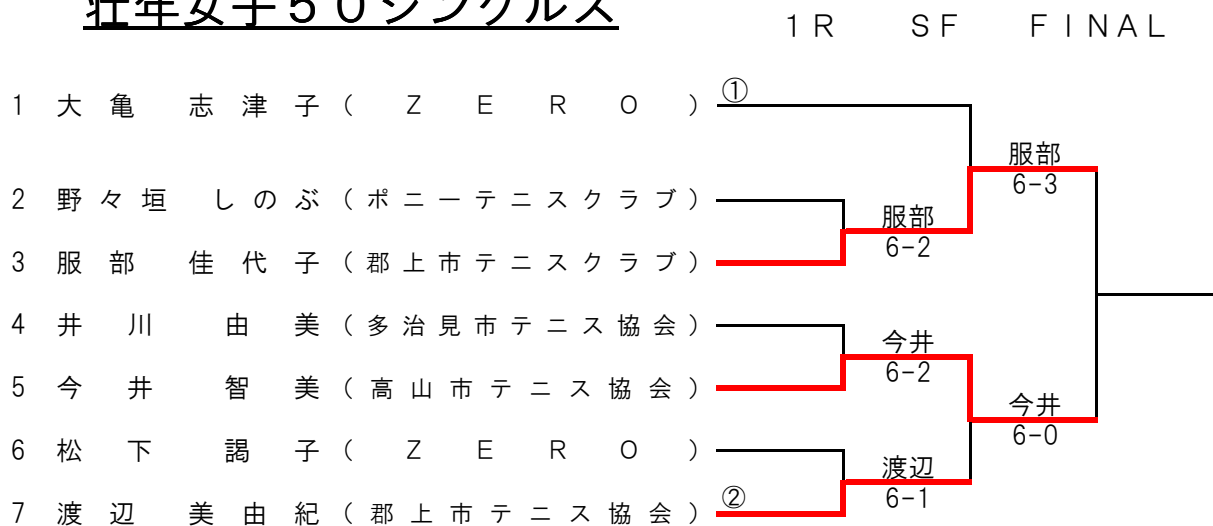 壮年女子５０シングルス
１Ｒ ＳＦ ＦＩＮＡＬ
1 大亀 志津子（ＺＥＲＯ） ①
服部
6-3
2 野々垣 しのぶ（ポニーテニスクラブ）
服部
6-2
3 服部 佳代子（郡上市テニスクラブ）
4 井川 由美（多治見市テニス協会）
今井
6-2
5 今井 智美（高山市テニス協会）
今井
6-0
6 松下 謁子（ＺＥＲＯ）
渡辺
6-1
7 渡辺 美由紀（郡上市テニス協会） ②